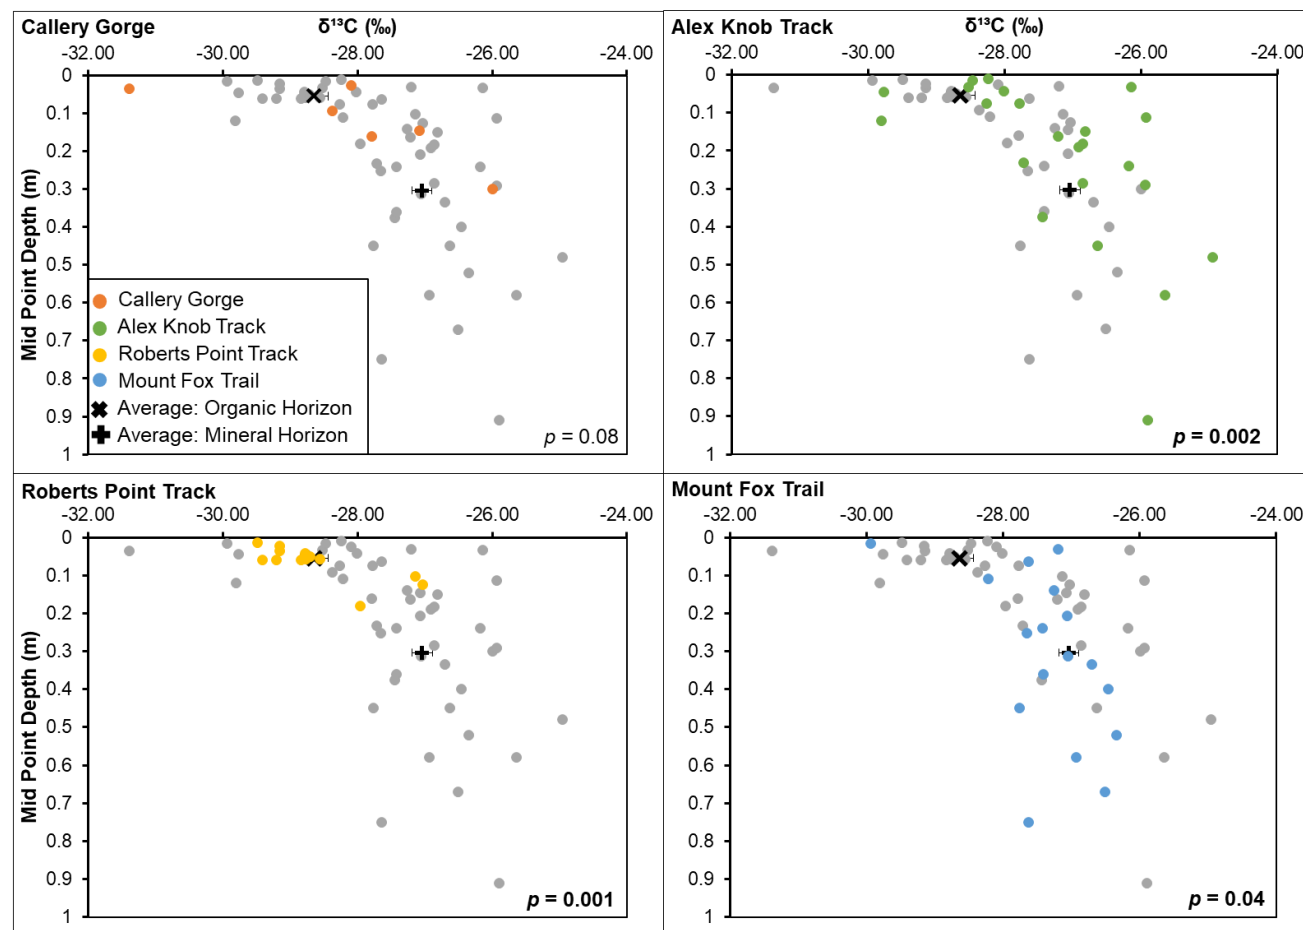 Callery Gorge
δ¹³C (‰)
-32.00 -30.00 -28.00 -26.00 -24.00
0
0.1
0.2
0.3
0.4
0.5
0.6
0.7
0.8
0.9
1
Mid Point Depth (m)
Callery Gorge
Alex Knob Track
Roberts Point Track
Mount Fox Trail
Average: Organic Horizon
Average: Mineral Horizon
p = 0.08
Alex Knob Track
δ¹³C (‰)
-32.00 -30.00 -28.00 -26.00 -24.00
0
0.1
0.2
0.3
0.4
0.5
0.6
0.7
0.8
0.9
1
p = 0.002
Roberts Point Track
-32.00 -30.00 -28.00 -26.00 -24.00
0
0.1
0.2
0.3
0.4
0.5
0.6
0.7
0.8
0.9
1
Mid Point Depth (m)
p = 0.001
Mount Fox Trail
-32.00 -30.00 -28.00 -26.00 -24.00
0
0.1
0.2
0.3
0.4
0.5
0.6
0.7
0.8
0.9
1
p = 0.04